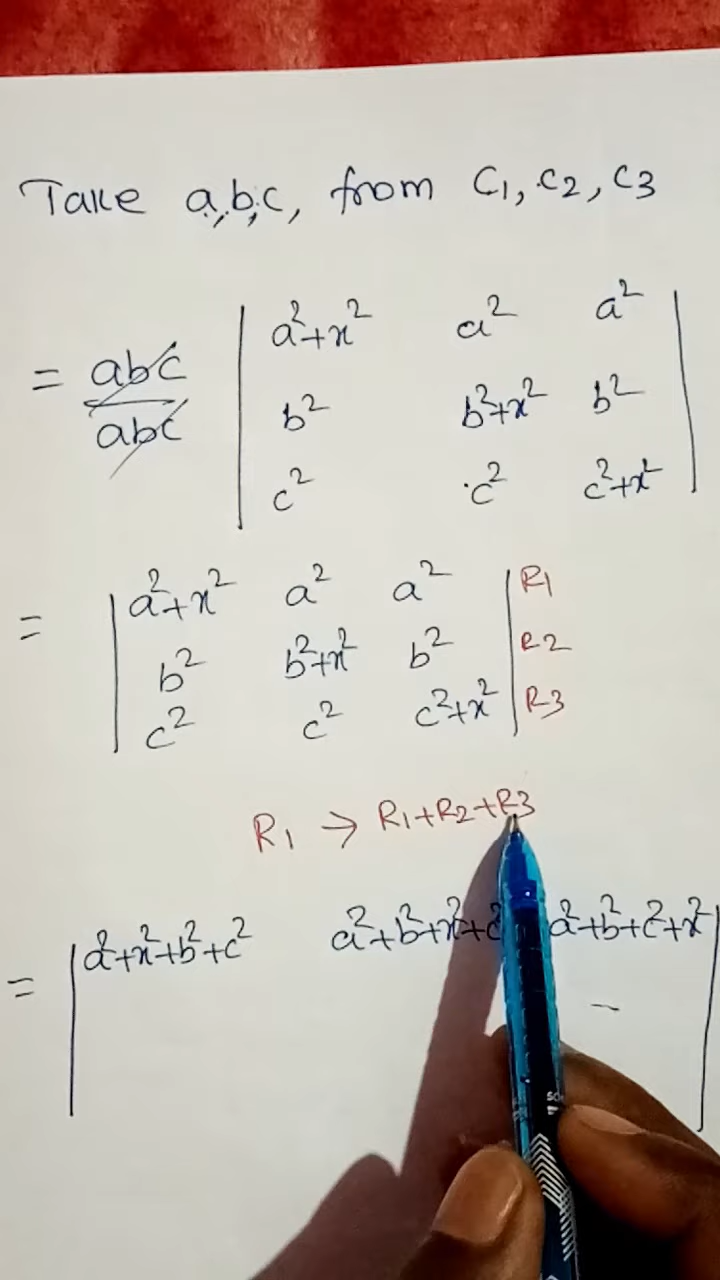 Take a,b,c, from C1, C2, C3
= abc/abc | a²+x² a² a² |
| b² b²+x² b² |
| c² c² c²+x² |
= | a²+x² a² a² | R1
| b² b²+x² b² | R2
| c² c² c²+x² | R3
R1 → R1+R2+R3
= | a²+x²+b²+c² a²+b²+x²+c² a²+b²+c²+x² |